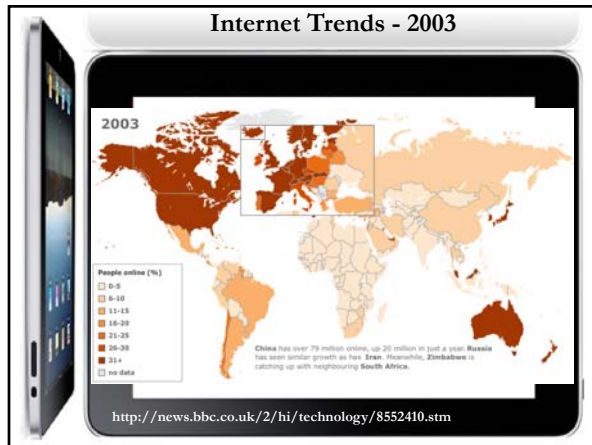 Internet Trends - 2003
2003
People online (%)
0-5
6-10
11-15
16-20
21-25
26-30
31+
no data
China has over 79 million online, up 20 million in just a year. Russia
has seen similar growth as has Iran. Meanwhile, Zimbabwe is
catching up with neighbouring South Africa.
http://news.bbc.co.uk/2/hi/technology/8552410.stm